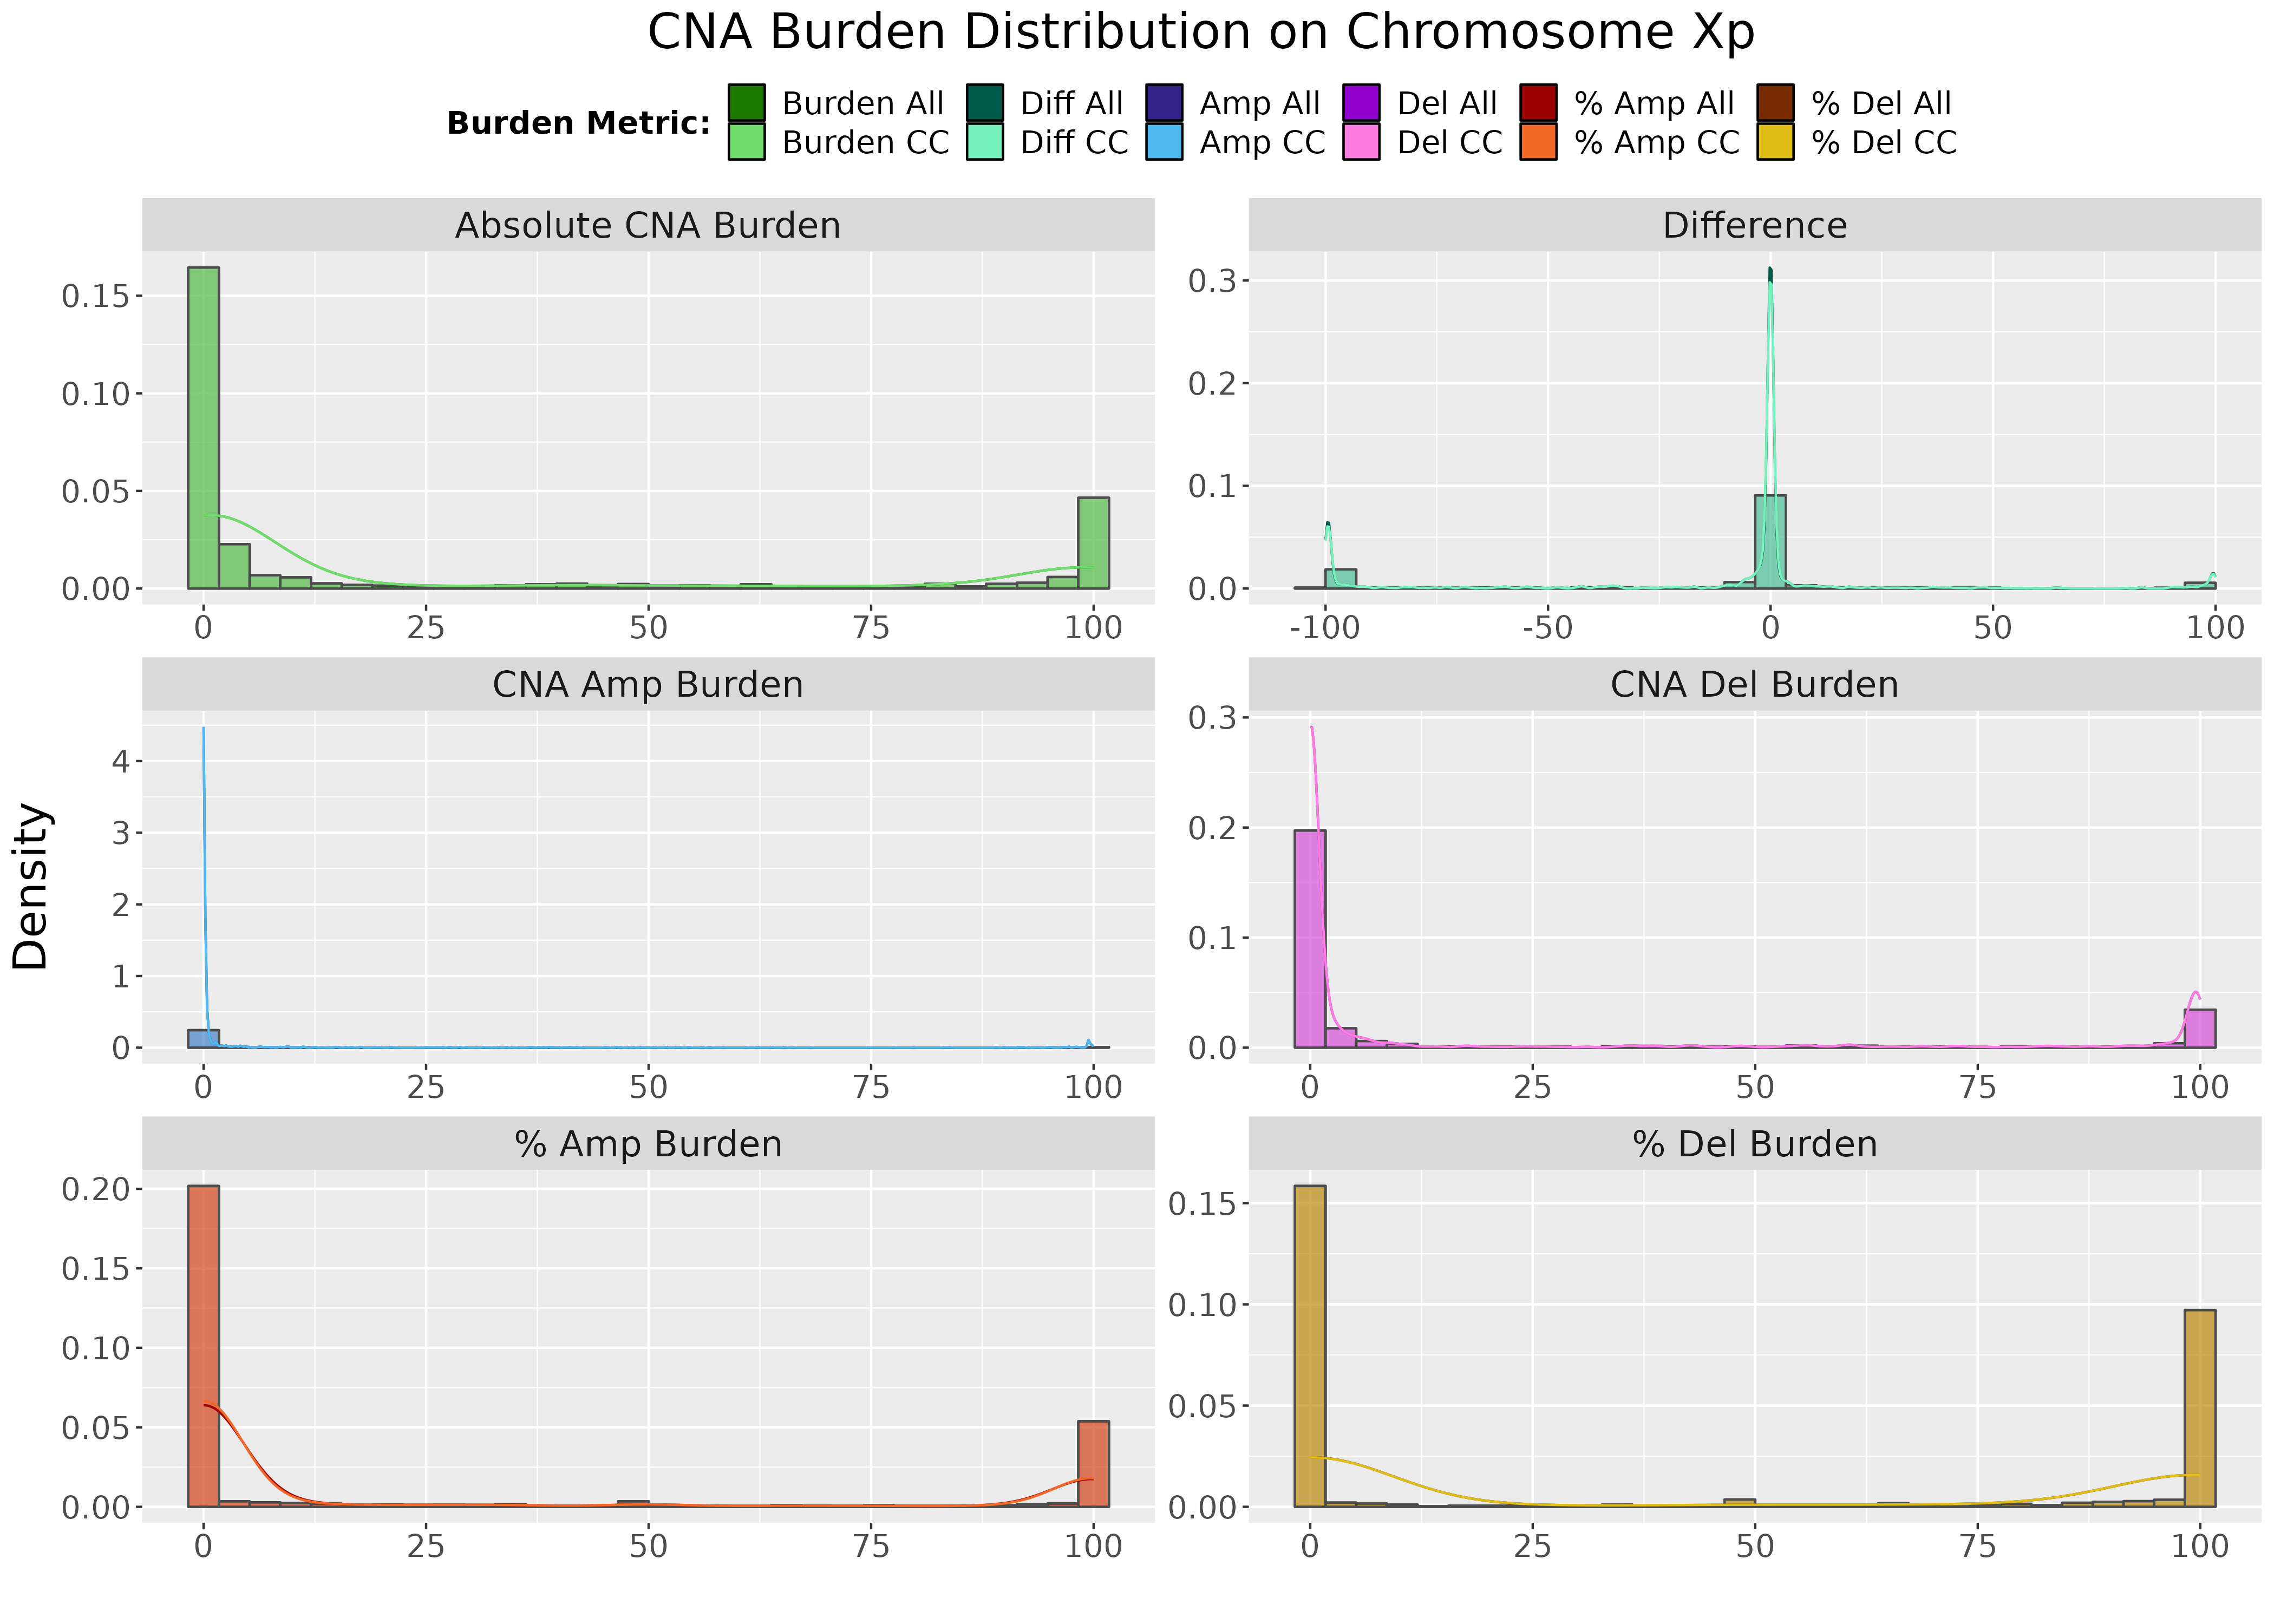 CNA Burden Distribution on Chromosome Xp
Burden Metric:
Burden All Diff All Amp All Del All % Amp All % Del All
Burden CC Diff CC Amp CC Del CC % Amp CC % Del CC
Absolute CNA Burden
0.15
0.10
0.05
0.00
0 25 50 75 100
Difference
0.3
0.2
0.1
0.0
-100 -50 0 50 100
CNA Amp Burden
4
3
2
1
0
0 25 50 75 100
CNA Del Burden
0.3
0.2
0.1
0.0
0 25 50 75 100
Density
% Amp Burden
0.20
0.15
0.10
0.05
0.00
0 25 50 75 100
% Del Burden
0.15
0.10
0.05
0.00
0 25 50 75 100